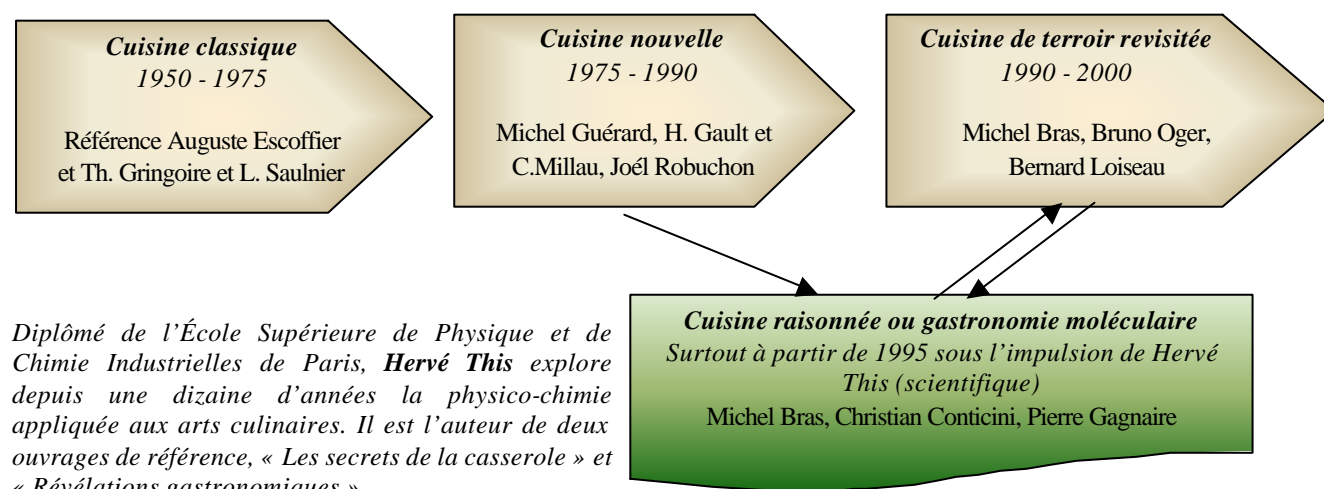 Cuisine classique
1950 - 1975
Référence Auguste Escoffier
et Th. Gringoire et L. Saulnier
Cuisine nouvelle
1975 - 1990
Michel Guérard, H. Gault et
C.Millau, Joél Robuchon
Cuisine de terroir revisitée
1990 - 2000
Michel Bras, Bruno Oger,
Bernard Loiseau
Diplômé de l'École Supérieure de Physique et de
Chimie Industrielles de Paris, Hervé This explore
depuis une dizaine d'années la physico-chimie
appliquée aux arts culinaires. Il est l'auteur de deux
ouvrages de référence, « Les secrets de la casserole » et
« Révélations gastronomiques »
Cuisine raisonnée ou gastronomie moléculaire
Surtout à partir de 1995 sous l'impulsion de Hervé
This (scientifique)
Michel Bras, Christian Conticini, Pierre Gagnaire